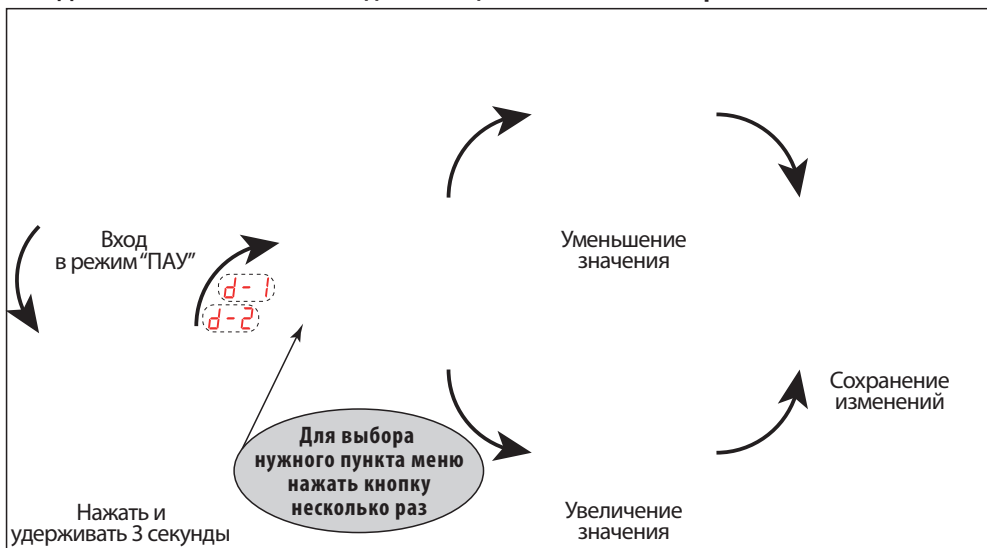 Вход
в режим "ПАУ"
d-1
d-2
Нажать и
удерживать 3 секунды
Для выбора
нужного пункта меню
нажать кнопку
несколько раз
Уменьшение
значения
Увеличение
значения
Сохранение
изменений